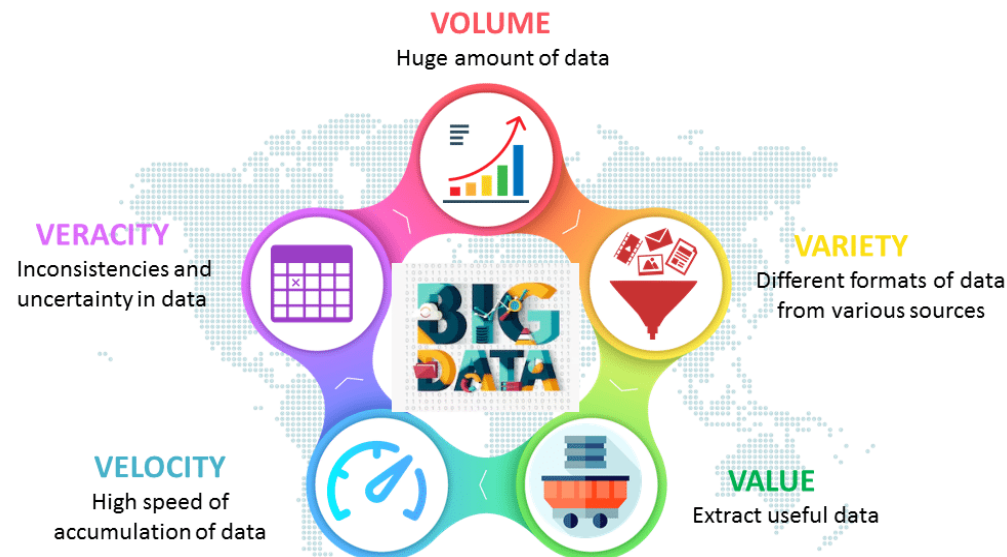 VOLUME
Huge amount of data
VERACITY
Inconsistencies and
uncertainty in data
VARIETY
Different formats of data
from various sources
BIG
DATA
VELOCITY
High speed of
accumulation of data
VALUE
Extract useful data